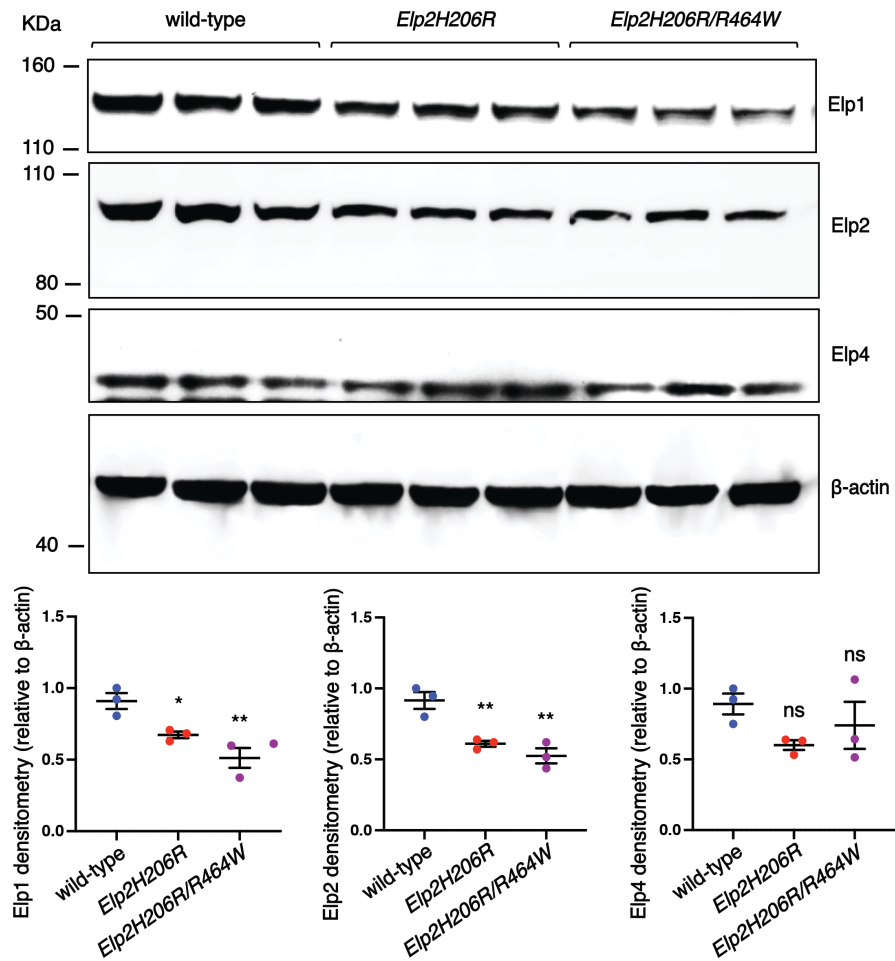 KDa
wild-type
Elp2H206R
Elp2H206R/R464W
160
110
Elp1
110
80
Elp2
50
Elp4
40
β-actin
Elp1 densitometry (relative to β-actin)
1.5
1.0
0.5
0.0
*
**
wild-type
Elp2H206R
Elp2H206R/R464W
Elp2 densitometry (relative to β-actin)
1.5
1.0
0.5
0.0
**
**
wild-type
Elp2H206R
Elp2H206R/R464W
Elp4 densitometry (relative to β-actin)
1.5
1.0
0.5
0.0
ns
ns
wild-type
Elp2H206R
Elp2H206R/R464W